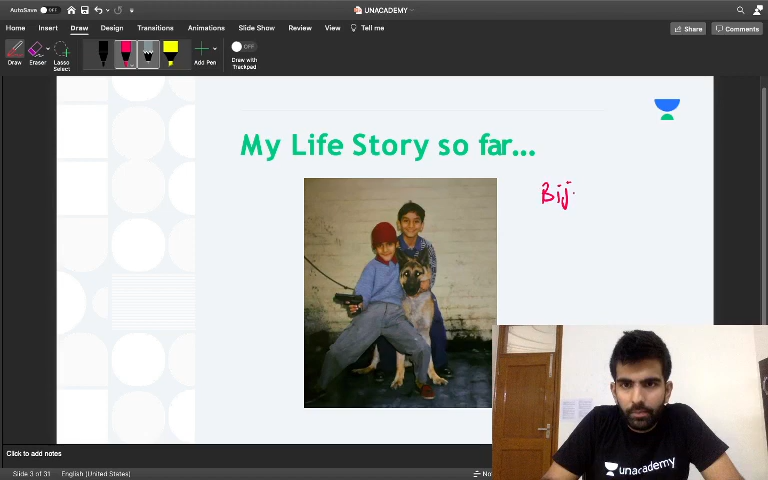 AutoSave OFF
UNACADEMY
Home Insert Draw Design Transitions Animations Slide Show Review View Tell me
Share Comments
Draw Eraser Lasso Select Add Pen Draw with Trackpad OFF
My Life Story so far...
Bij
unacademy
Click to add notes
Slide 3 of 31 English (United States)